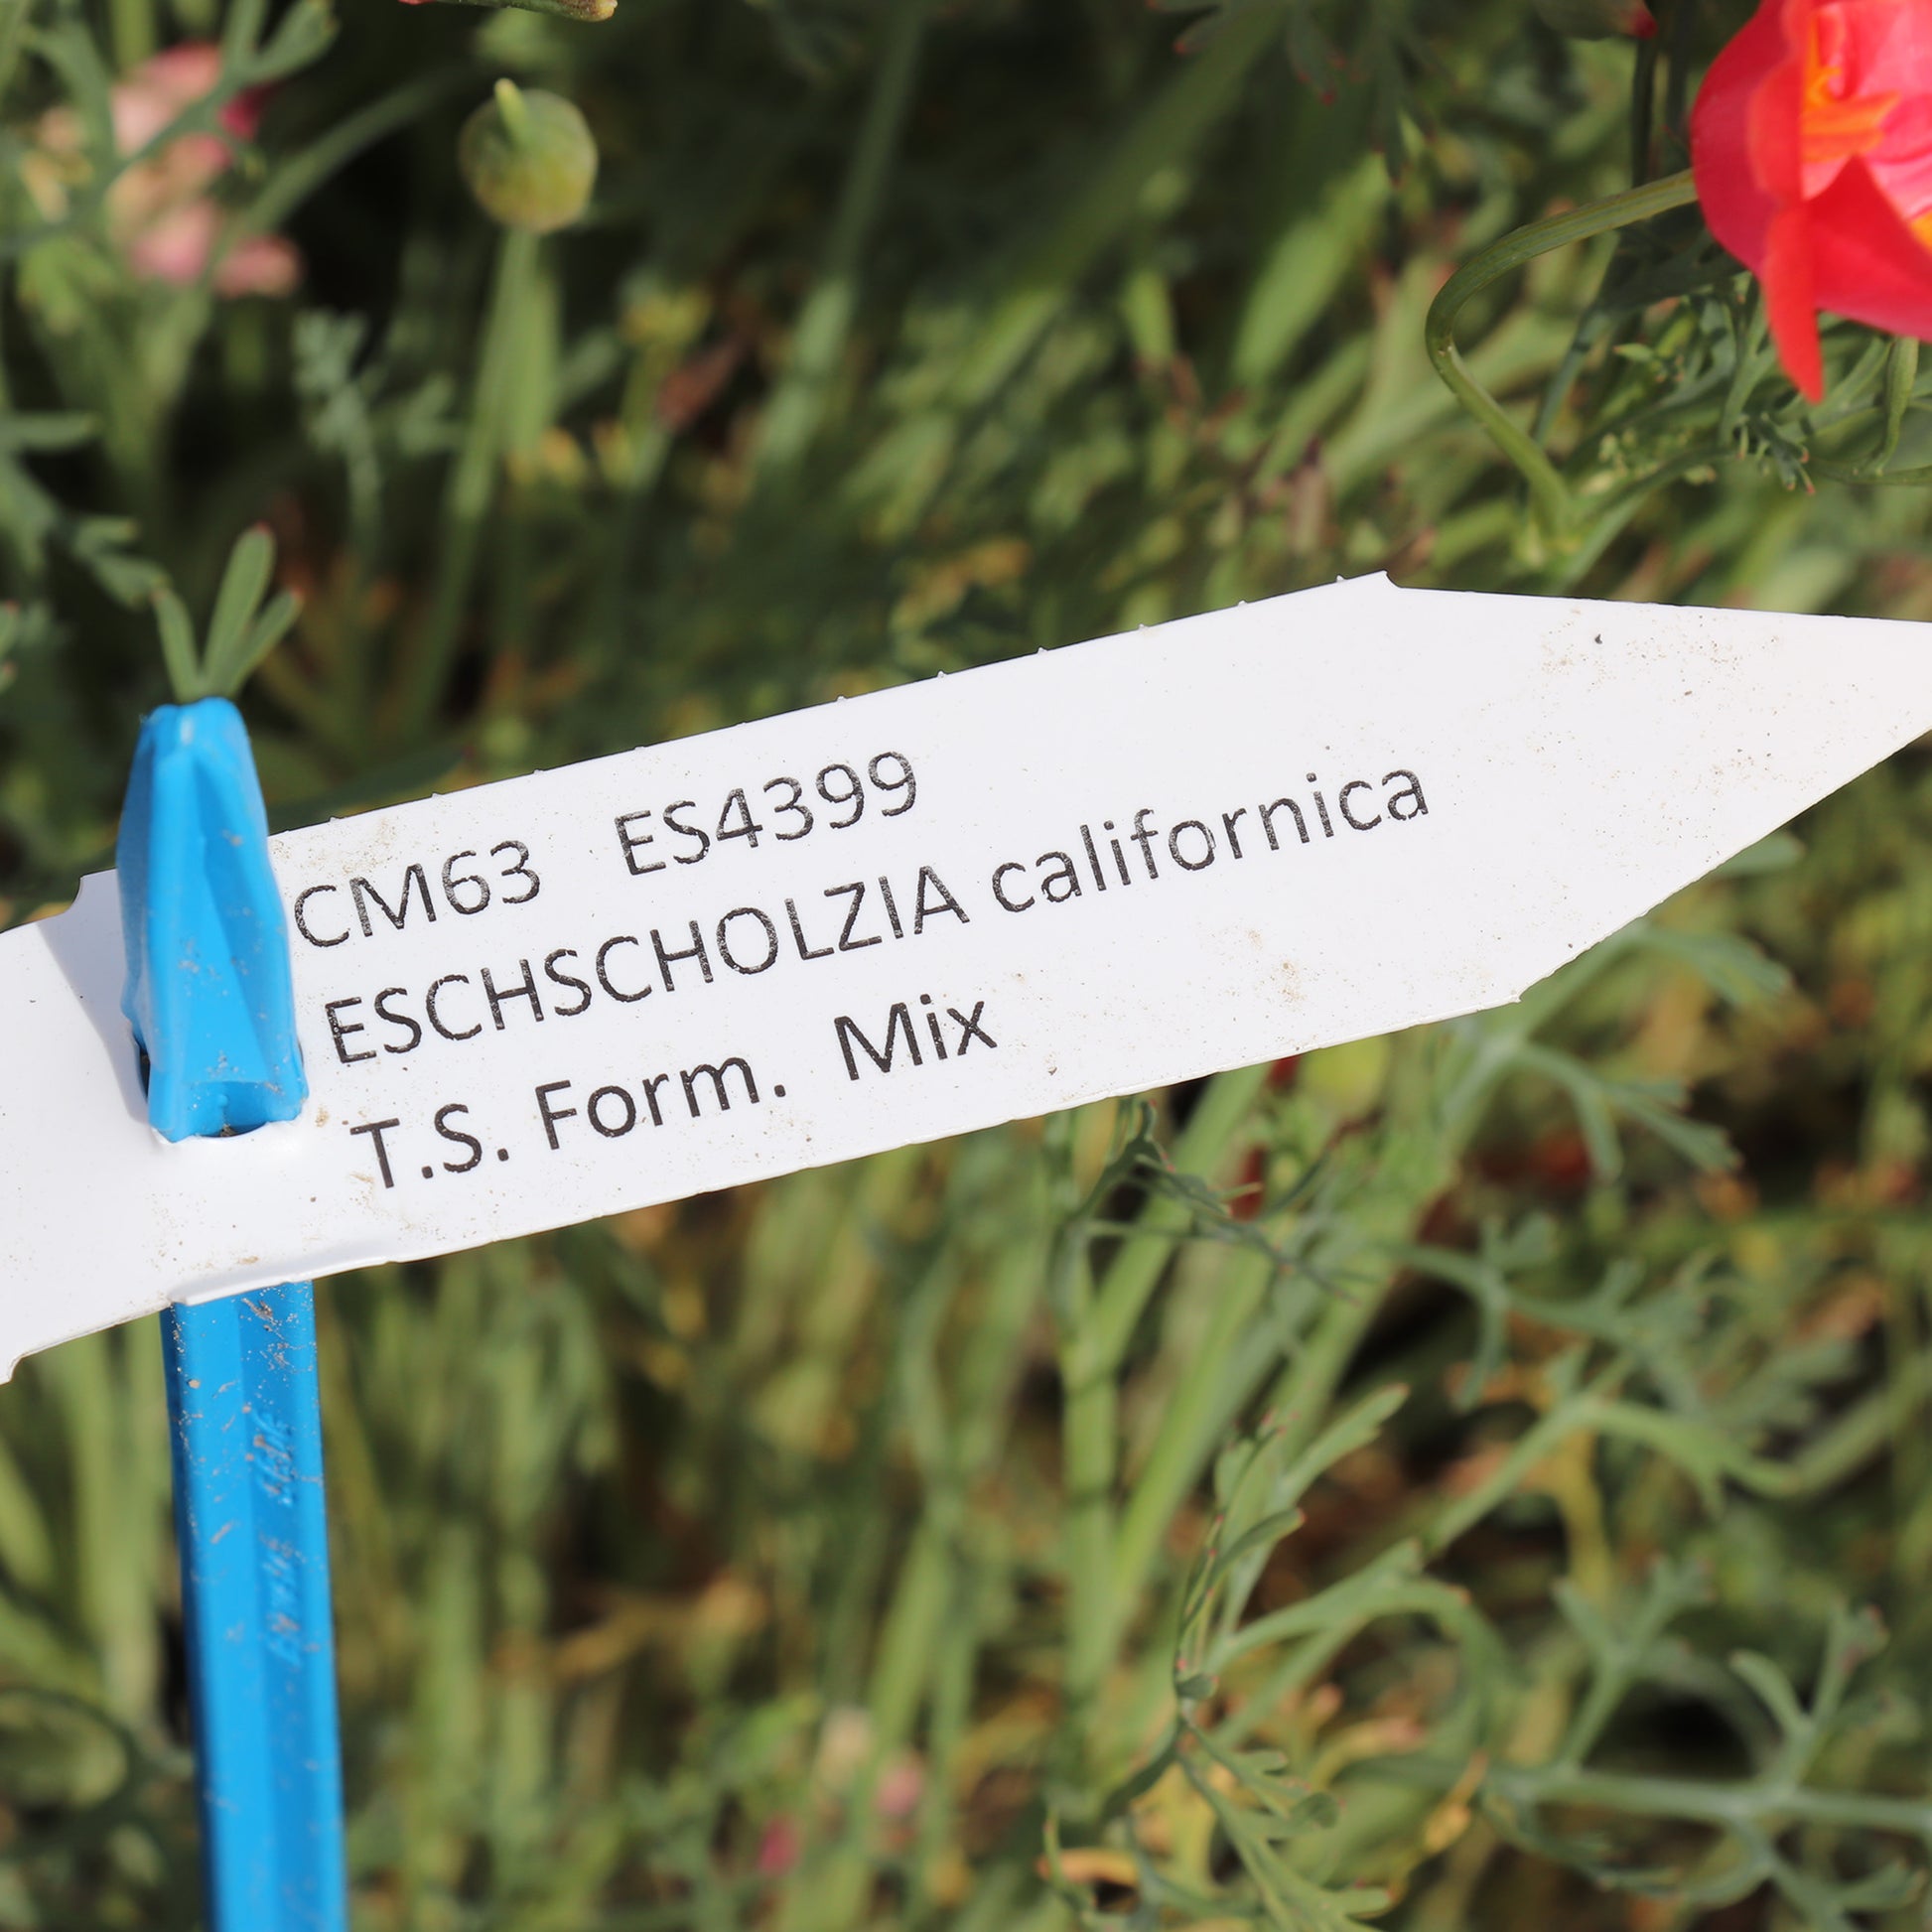 CM63 ES4399
ESCHSCHOLZIA californica
T.S. Form. Mix